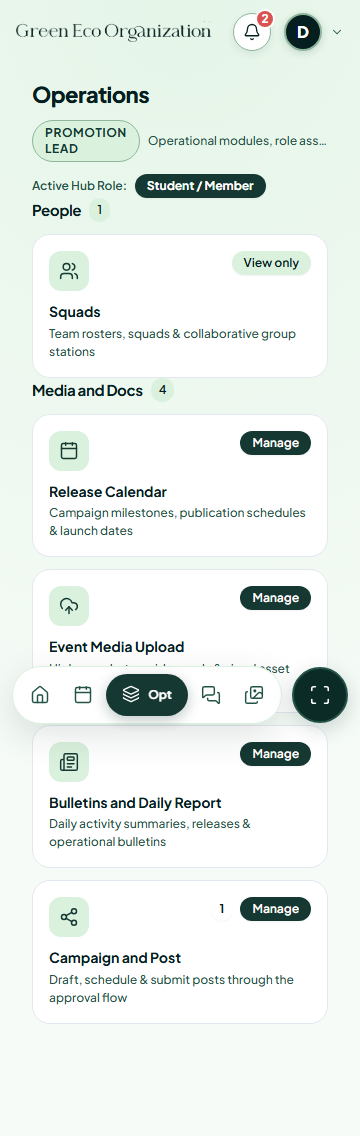 Green Eco Organization
2
D
Operations
PROMOTION
LEAD
Operational modules, role ass…
Active Hub Role:
Student / Member
People 1
View only
Squads
Team rosters, squads & collaborative group
stations
Media and Docs 4
Manage
Release Calendar
Campaign milestones, publication schedules
& launch dates
Manage
Event Media Upload
Opt
Manage
Bulletins and Daily Report
Daily activity summaries, releases &
operational bulletins
1 Manage
Campaign and Post
Draft, schedule & submit posts through the
approval flow